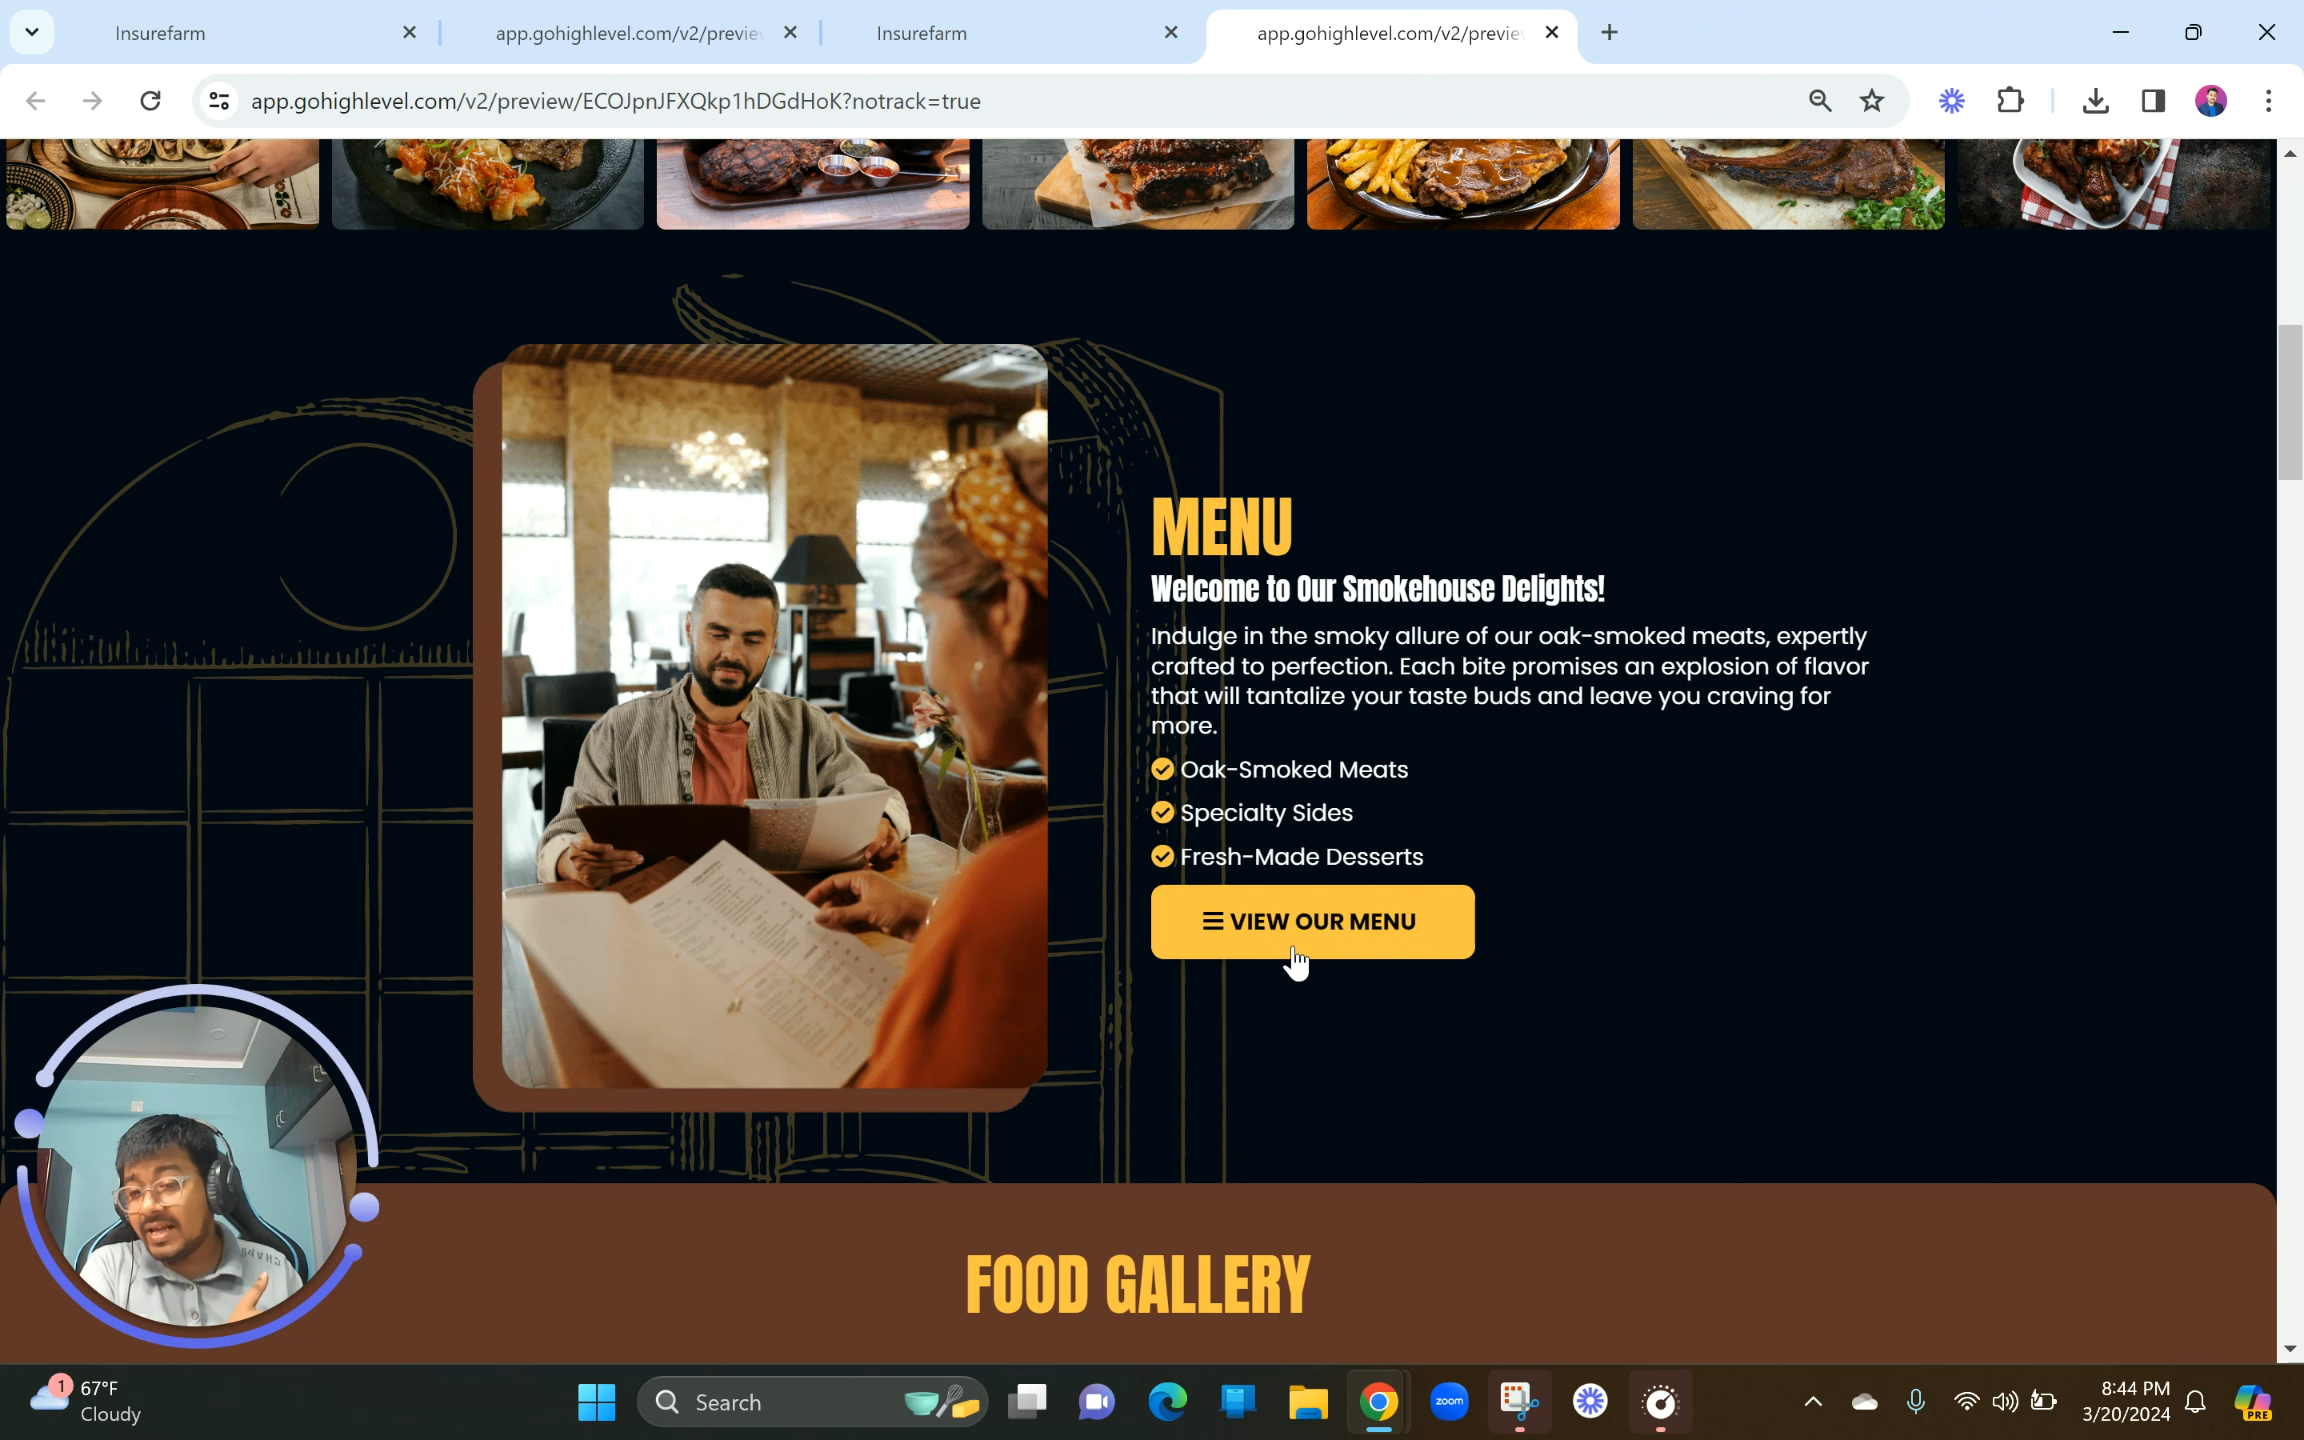 Insurefarm
app.gohighlevel.com/v2/previe
Insurefarm
app.gohighlevel.com/v2/previe
app.gohighlevel.com/v2/preview/ECOJpnJFXQkp1hDGdHoK?notrack=true
MENU
Welcome to Our Smokehouse Delights!
Indulge in the smoky allure of our oak-smoked meats, expertly
crafted to perfection. Each bite promises an explosion of flavor
that will tantalize your taste buds and leave you craving for
more.
Oak-Smoked Meats
Specialty Sides
Fresh-Made Desserts
VIEW OUR MENU
FOOD GALLERY
1
67°F
Cloudy
Search
zoom
8:44 PM
3/20/2024
PRE